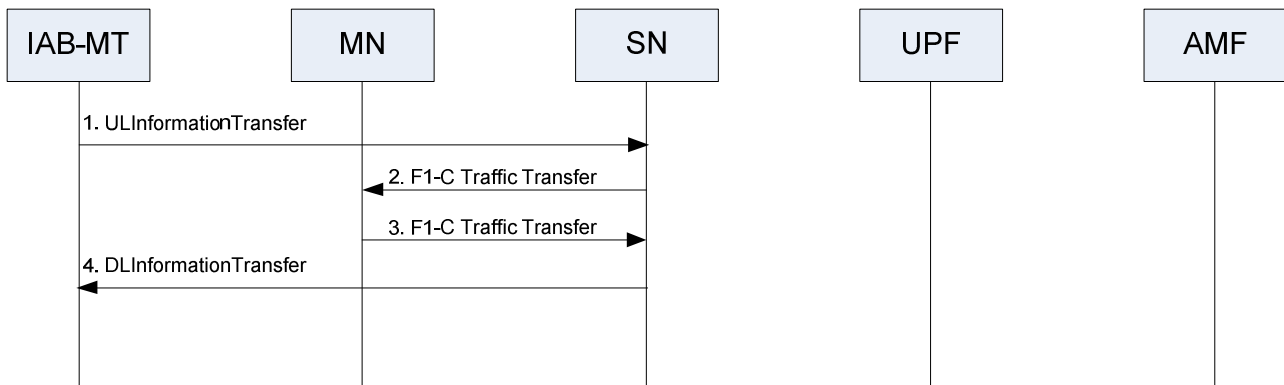 IAB-MT
MN
SN
UPF
AMF
1. ULInformationTransfer
2. F1-C Traffic Transfer
3. F1-C Traffic Transfer
4. DLInformationTransfer